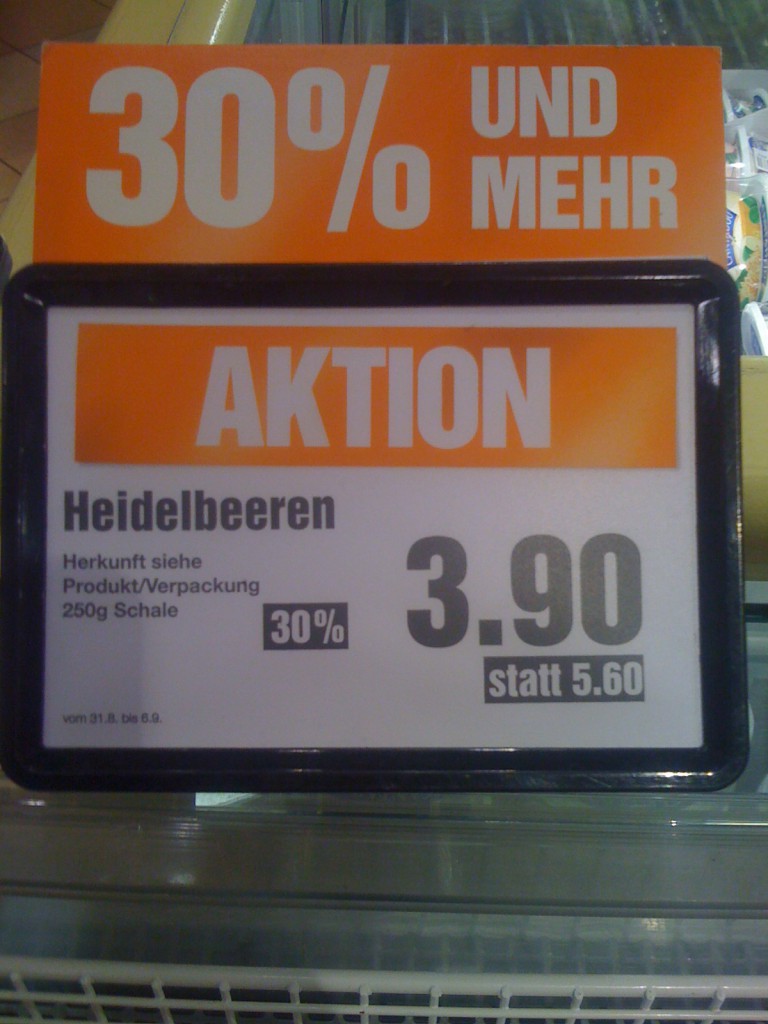 30% UND
MEHR
AKTION
Heidelbeeren
Herkunft siehe
Produkt/Verpackung
250g Schale
30%
3.90
statt 5.60
vom 31.8. bis 6.9.